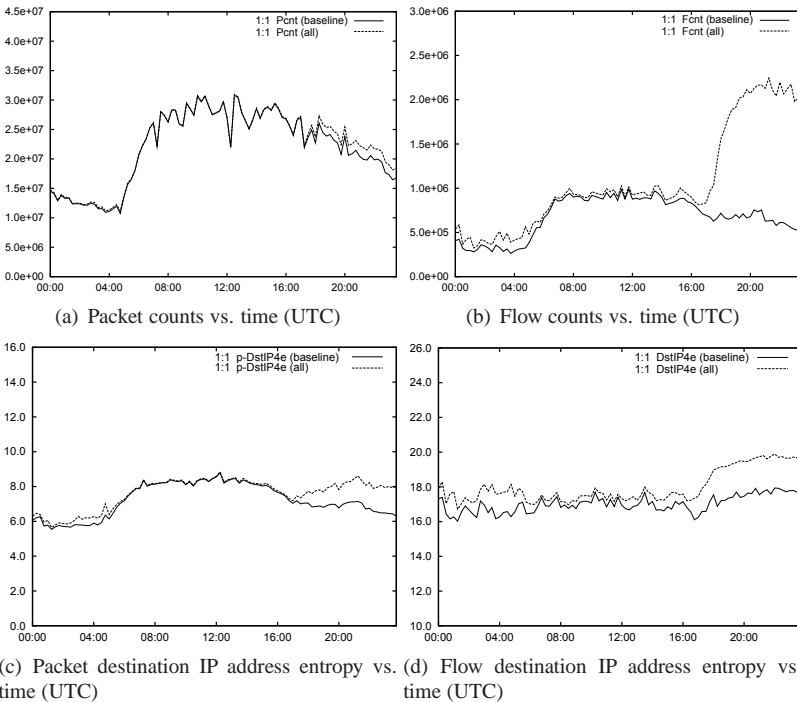 4.5e+07
4.0e+07
3.5e+07
3.0e+07
2.5e+07
2.0e+07
1.5e+07
1.0e+07
5.0e+06
0.0e+00
00:00 04:00 08:00 12:00 16:00 20:00
1:1 Pcnt (baseline)
1:1 Pcnt (all)
(a) Packet counts vs. time (UTC)
3.0e+06
2.5e+06
2.0e+06
1.5e+06
1.0e+06
5.0e+05
0.0e+00
00:00 04:00 08:00 12:00 16:00 20:00
1:1 Fcnt (baseline)
1:1 Fcnt (all)
(b) Flow counts vs. time (UTC)
16.0
14.0
12.0
10.0
8.0
6.0
4.0
2.0
0.0
00:00 04:00 08:00 12:00 16:00 20:00
1:1 p-DstIP4e (baseline)
1:1 p-DstIP4e (all)
(c) Packet destination IP address entropy vs.
time (UTC)
26.0
24.0
22.0
20.0
18.0
16.0
14.0
12.0
10.0
00:00 04:00 08:00 12:00 16:00 20:00
1:1 DstIP4e (baseline)
1:1 DstIP4e (all)
(d) Flow destination IP address entropy vs
time (UTC)